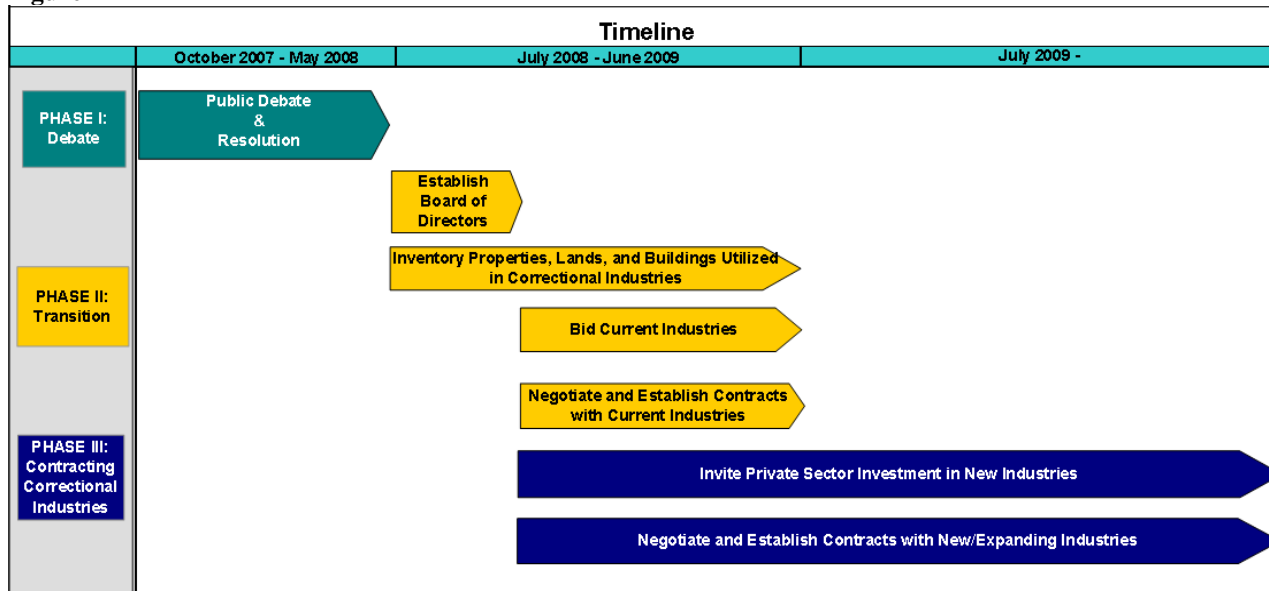 Timeline
October 2007 - May 2008
July 2008 - June 2009
July 2009 -
PHASE I:
Debate
Public Debate
&
Resolution
Establish
Board of
Directors
Inventory Properties, Lands, and Buildings Utilized
in Correctional Industries
PHASE II:
Transition
Bid Current Industries
Negotiate and Establish Contracts
with Current Industries
PHASE III:
Contracting
Correctional
Industries
Invite Private Sector Investment in New Industries
Negotiate and Establish Contracts with New/Expanding Industries